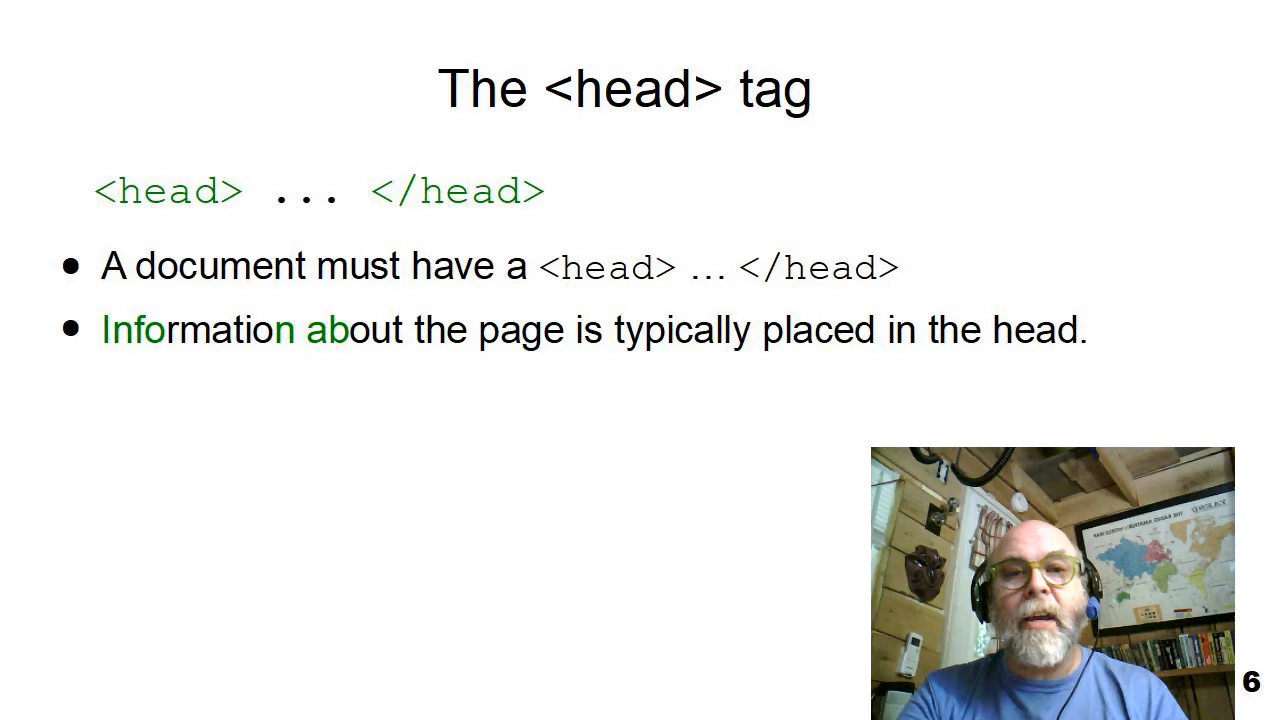 The <head> tag
<head> ... </head>
• A document must have a <head> ... </head>
• Information about the page is typically placed in the head.
6